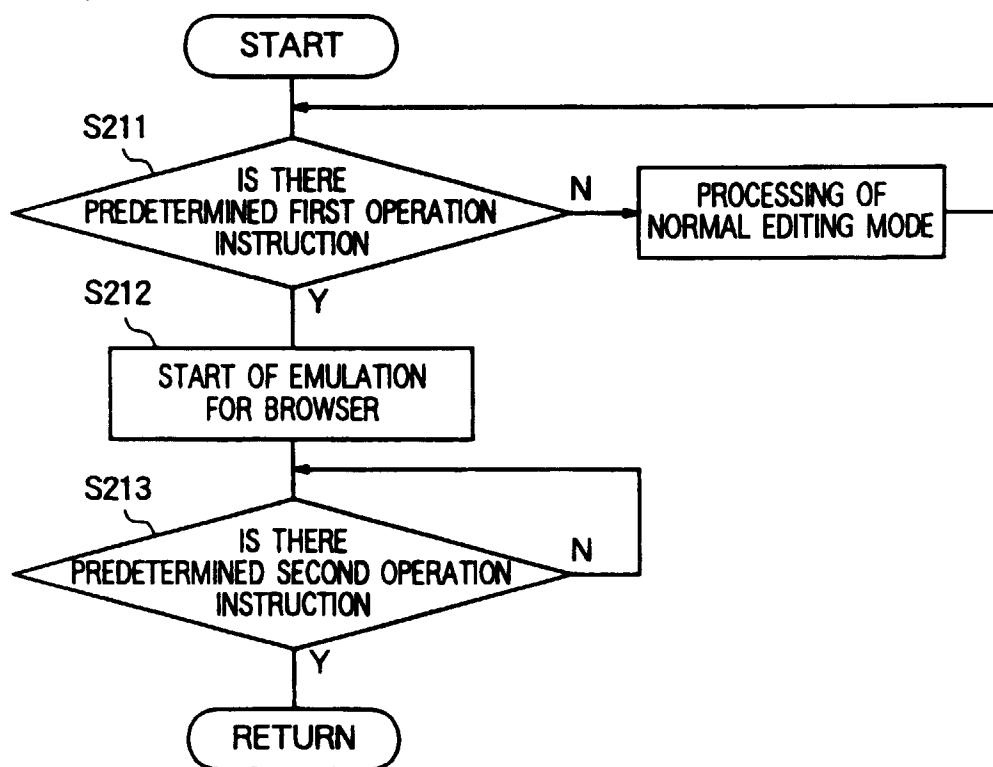 START
S211
IS THERE
PREDETERMINED FIRST OPERATION
INSTRUCTION
N
PROCESSING OF
NORMAL EDITING MODE
Y
S212
START OF EMULATION
FOR BROWSER
S213
IS THERE
PREDETERMINED SECOND OPERATION
INSTRUCTION
N
Y
RETURN